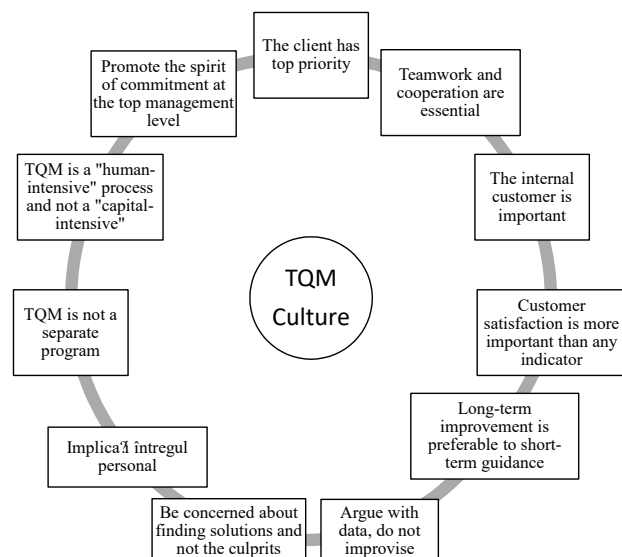 The client has
top priority
Teamwork and
cooperation are
essential
The internal
customer is
important
Customer
satisfaction is more
important than any
indicator
Long-term
improvement is
preferable to short-
term guidance
Argue with
data, do not
improvise
Be concerned about
finding solutions and
not the culprits
întregul
personal
TQM is not a
separate
program
TQM is a "human-
intensive" process
and not a "capital-
intensive"
Promote the spirit
of commitment at
the top management
level
TQM
Culture